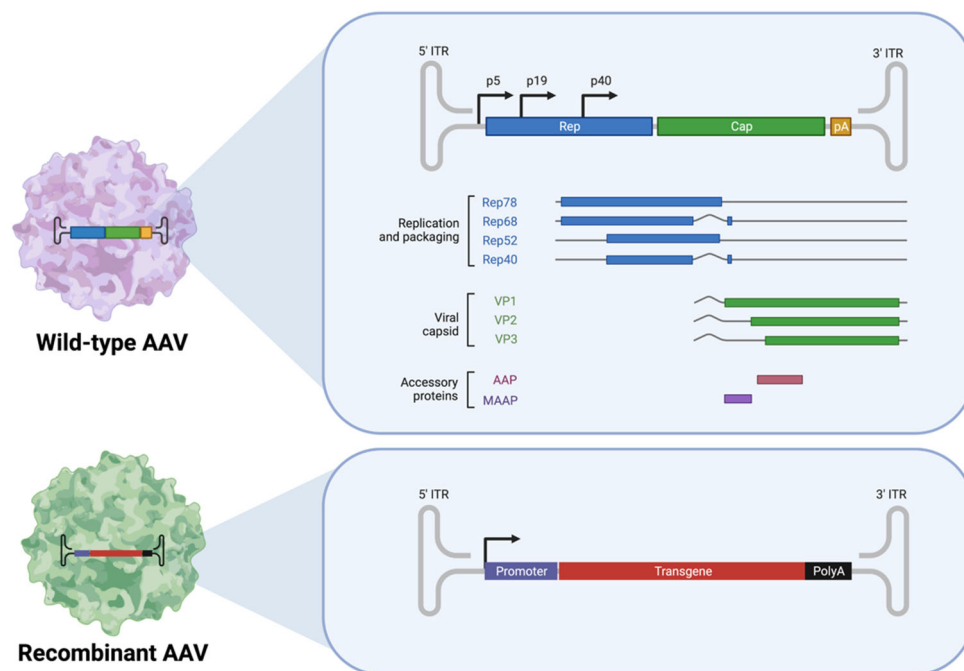 5' ITR
3' ITR
p5
p19
p40
Rep
Cap
pA
Replication
and packaging
Rep78
Rep68
Rep52
Rep40
Viral
capsid
VP1
VP2
VP3
Accessory
proteins
AAP
MAAP
Wild-type AAV
5' ITR
3' ITR
Promoter
Transgene
PolyA
Recombinant AAV